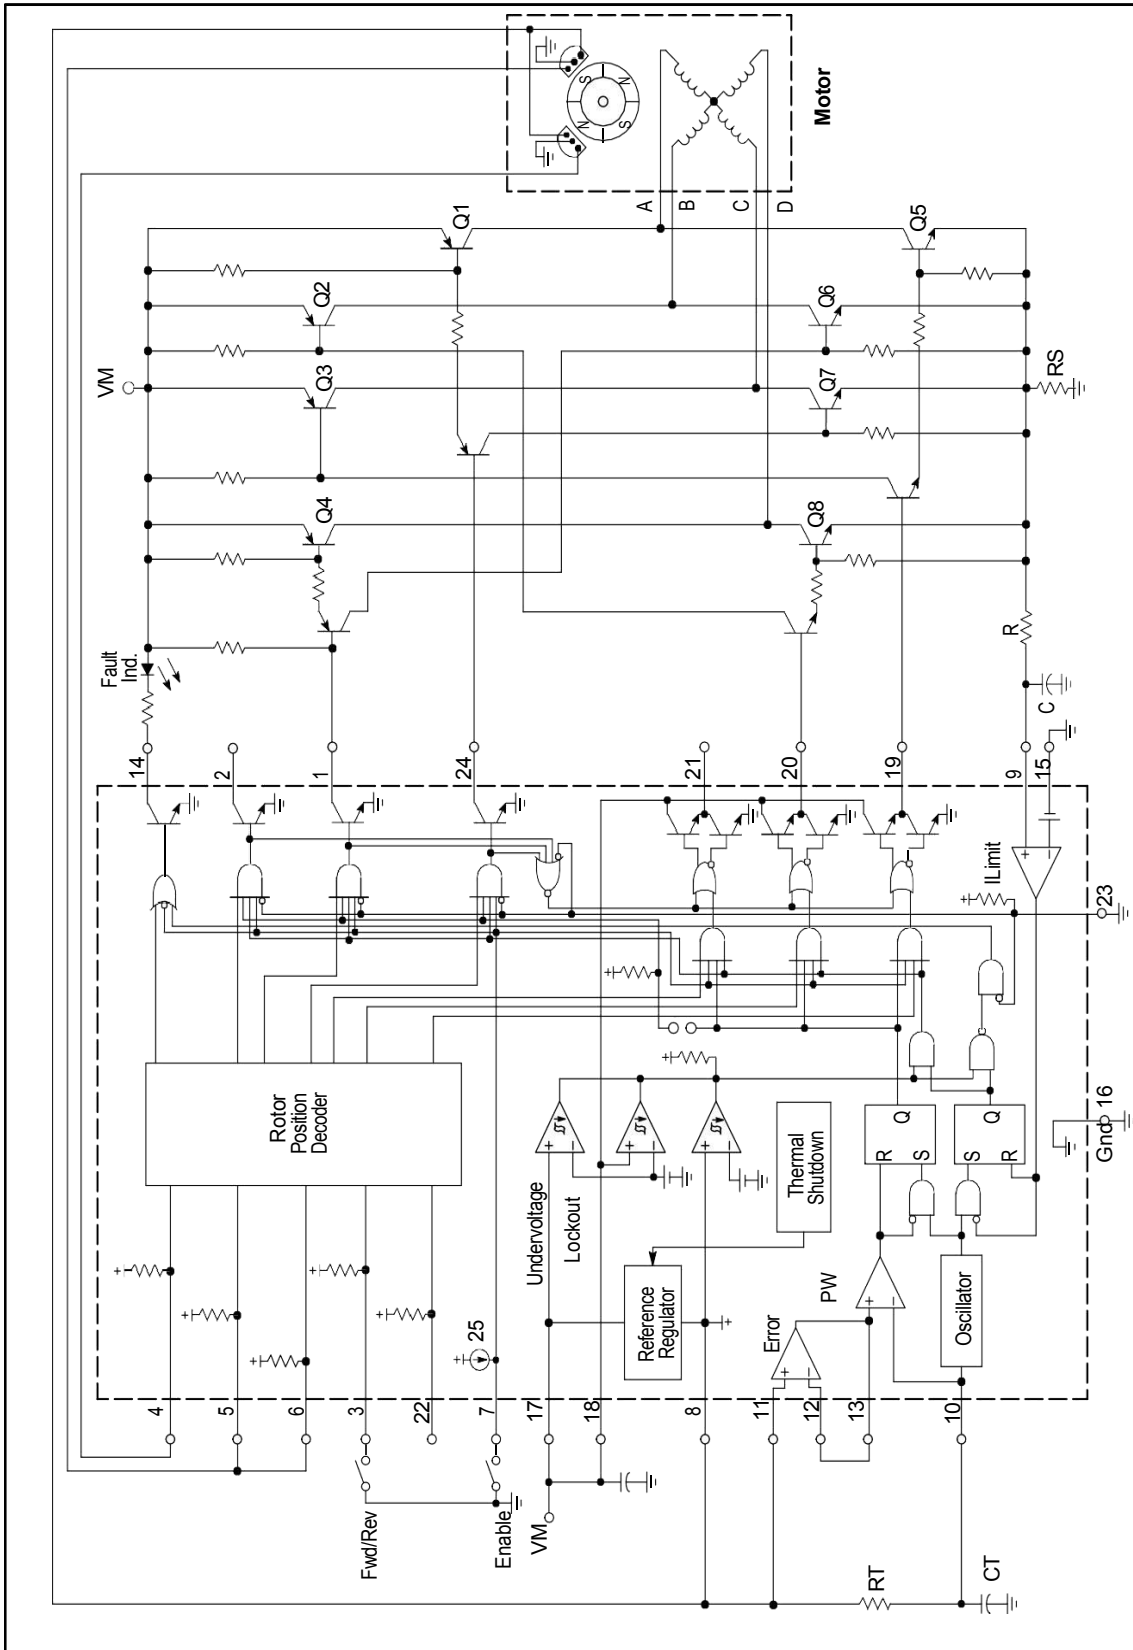 Motor
N
S
S
N
A
B
C
D
Q1
Q5
Q2
Q6
VM
Q3
Q7
RS
Q4
Q8
Fault
Ind.
R
C
14
2
1
24
21
20
19
9
15
ILimit
23
Rotor
Position
Decoder
Undervoltage
Lockout
Thermal
Shutdown
Reference
Regulator
R
Q
S
S
Q
R
Gnd
16
PW
Error
Oscillator
25
4
5
6
3
22
7
17
18
8
11
12
13
10
Fwd/Rev
Enable
VM
RT
CT